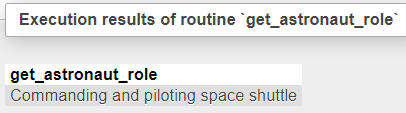 Execution results of routine `get_astronaut_role`
get_astronaut_role
Commanding and piloting space shuttle